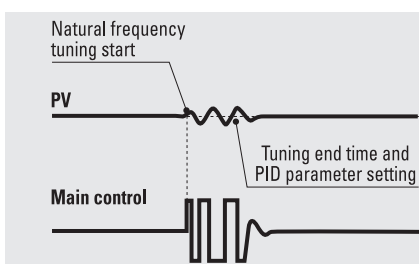 Natural frequency
tuning start
PV
Tuning end time and
PID parameter setting
Main control